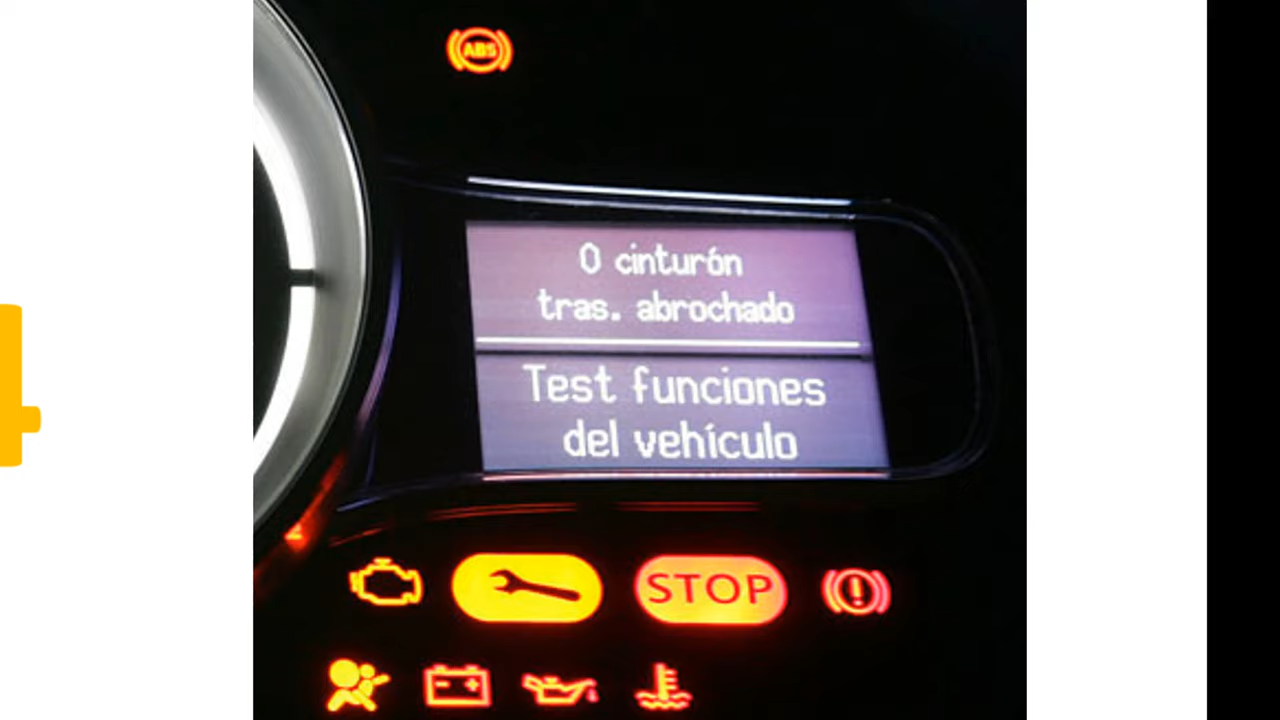 ABS
0 cinturón
tras. abrochado
Test funciones
del vehículo
STOP